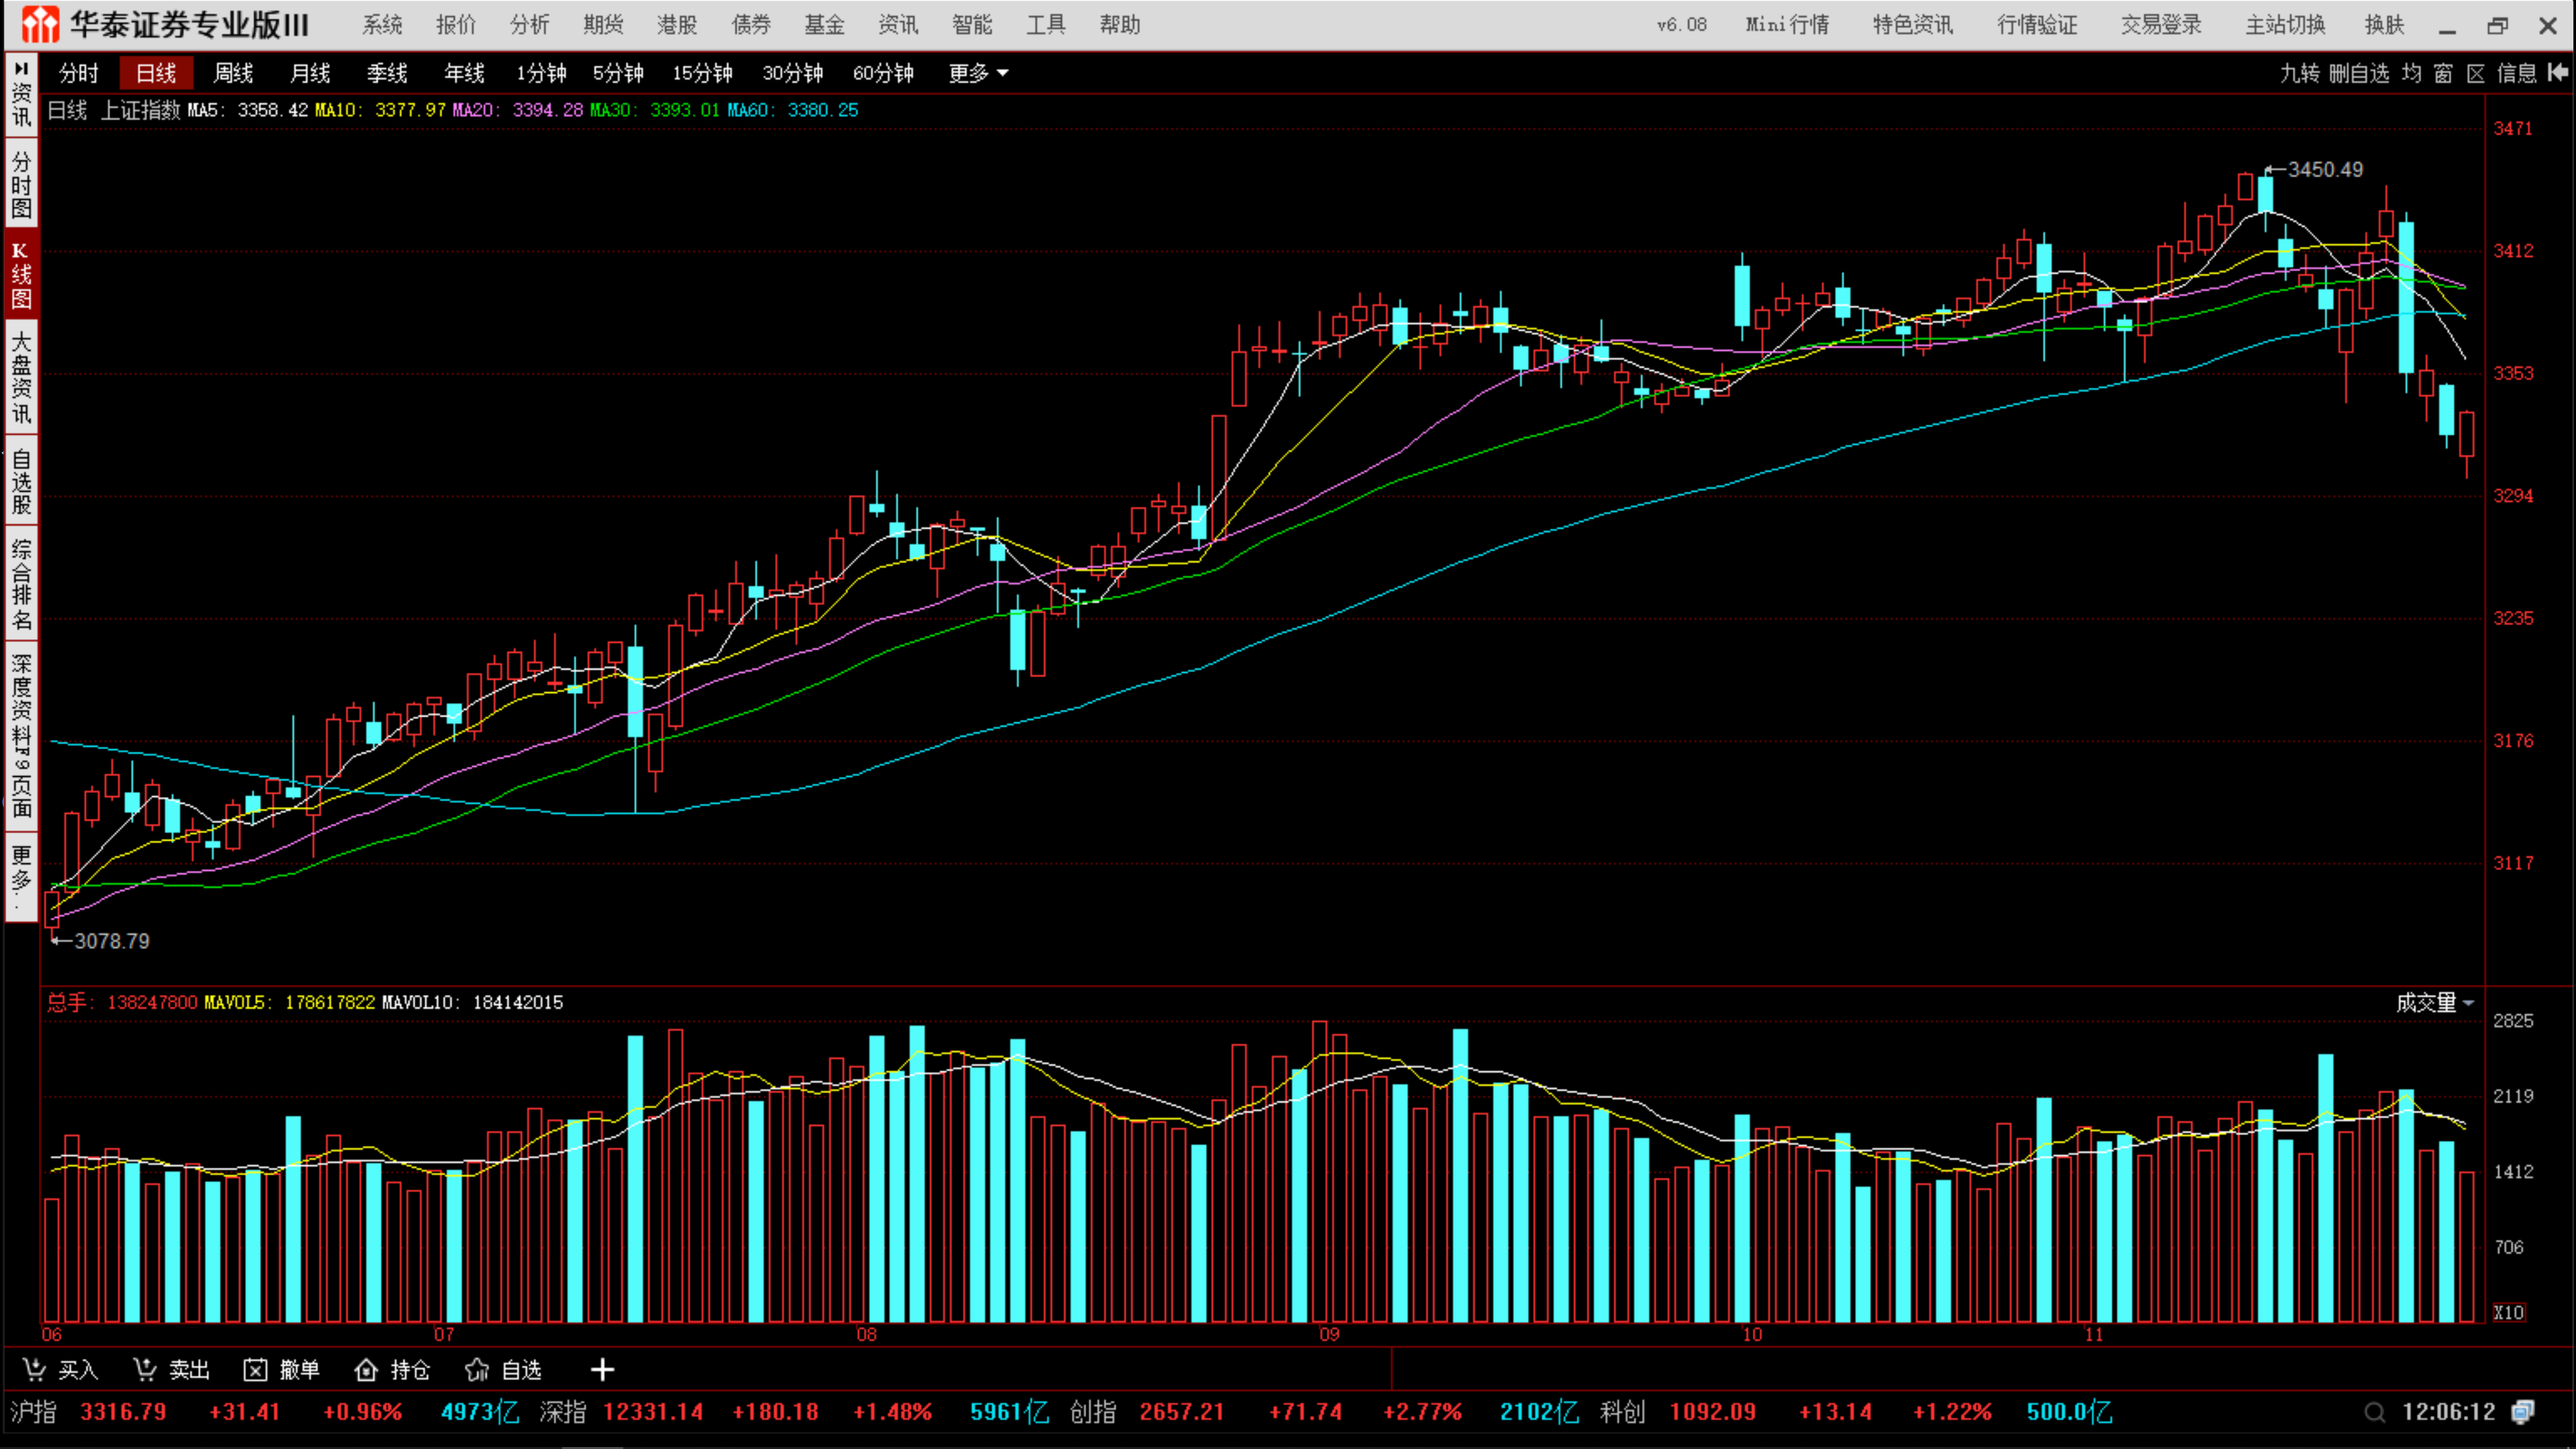 华泰证券专业版III 系统 报价 分析 期货 港股 债券 基金 资讯 智能 工具 帮助 v6.08 Mini行情 特色资讯 行情验证 交易登录 主站切换 换肤
分时 日线 周线 月线 季线 年线 1分钟 5分钟 15分钟 30分钟 60分钟 更多 九转 删自选 均 窗 区 信息
资讯
分时图
K线图
大盘资讯
自选股
综合排名
深度资料F9页面
更多..
日线 上证指数 MA5: 3358.42 MA10: 3377.97 MA20: 3394.28 MA30: 3393.01 MA60: 3380.25
3471
3450.49
3412
3353
3294
3235
3176
3117
3078.79
总手: 138247800 MAVOL5: 178617822 MAVOL10: 184142015 成交量
2825
2119
1412
706
X10
06 07 08 09 10 11
买入 卖出 撤单 持仓 自选
沪指 3316.79 +31.41 +0.96% 4973亿 深指 12331.14 +180.18 +1.48% 5961亿 创指 2657.21 +71.74 +2.77% 2102亿 科创 1092.09 +13.14 +1.22% 500.0亿 12:06:12